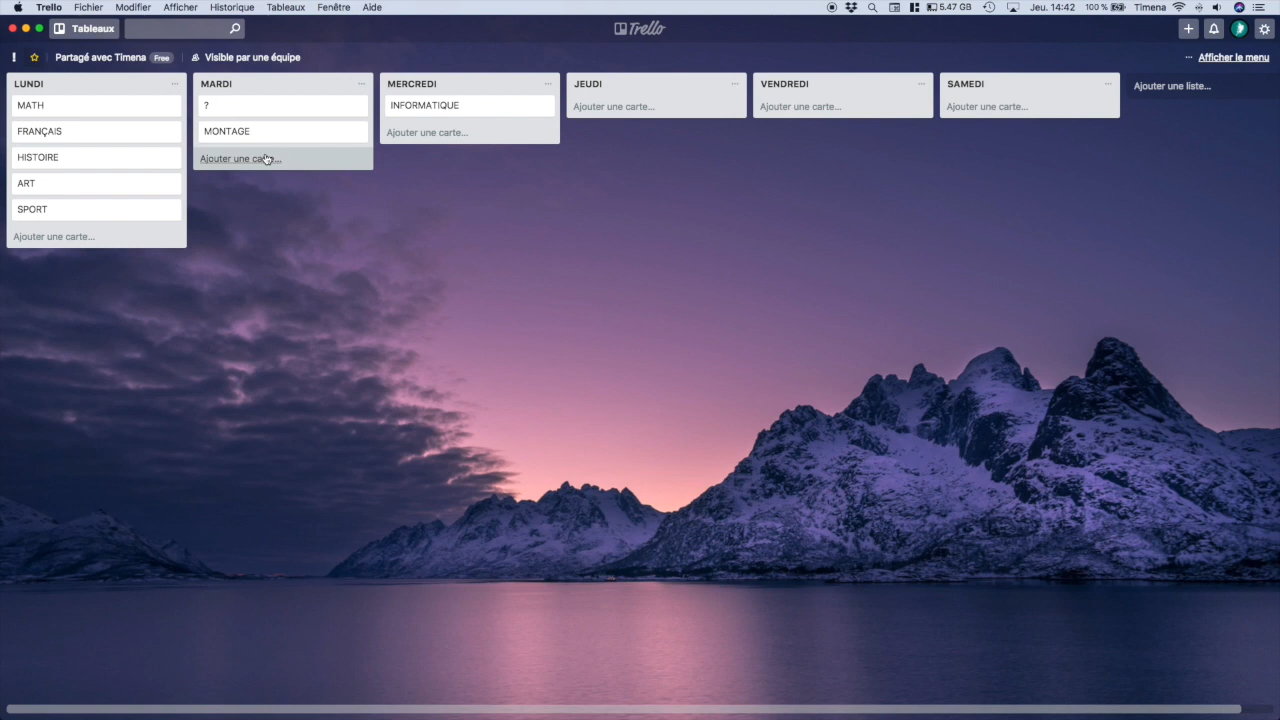 Trello Fichier Modifier Afficher Historique Tableaux Fenêtre Aide 5.47 GB Jeu. 14:42 100 % Timena
Tableaux Trello
! Partagé avec Timena Free Visible par une équipe ··· Afficher le menu
LUNDI
MATH
FRANÇAIS
HISTOIRE
ART
SPORT
Ajouter une carte...
MARDI
?
MONTAGE
Ajouter une carte...
MERCREDI
INFORMATIQUE
Ajouter une carte...
JEUDI
Ajouter une carte...
VENDREDI
Ajouter une carte...
SAMEDI
Ajouter une carte...
Ajouter une liste...